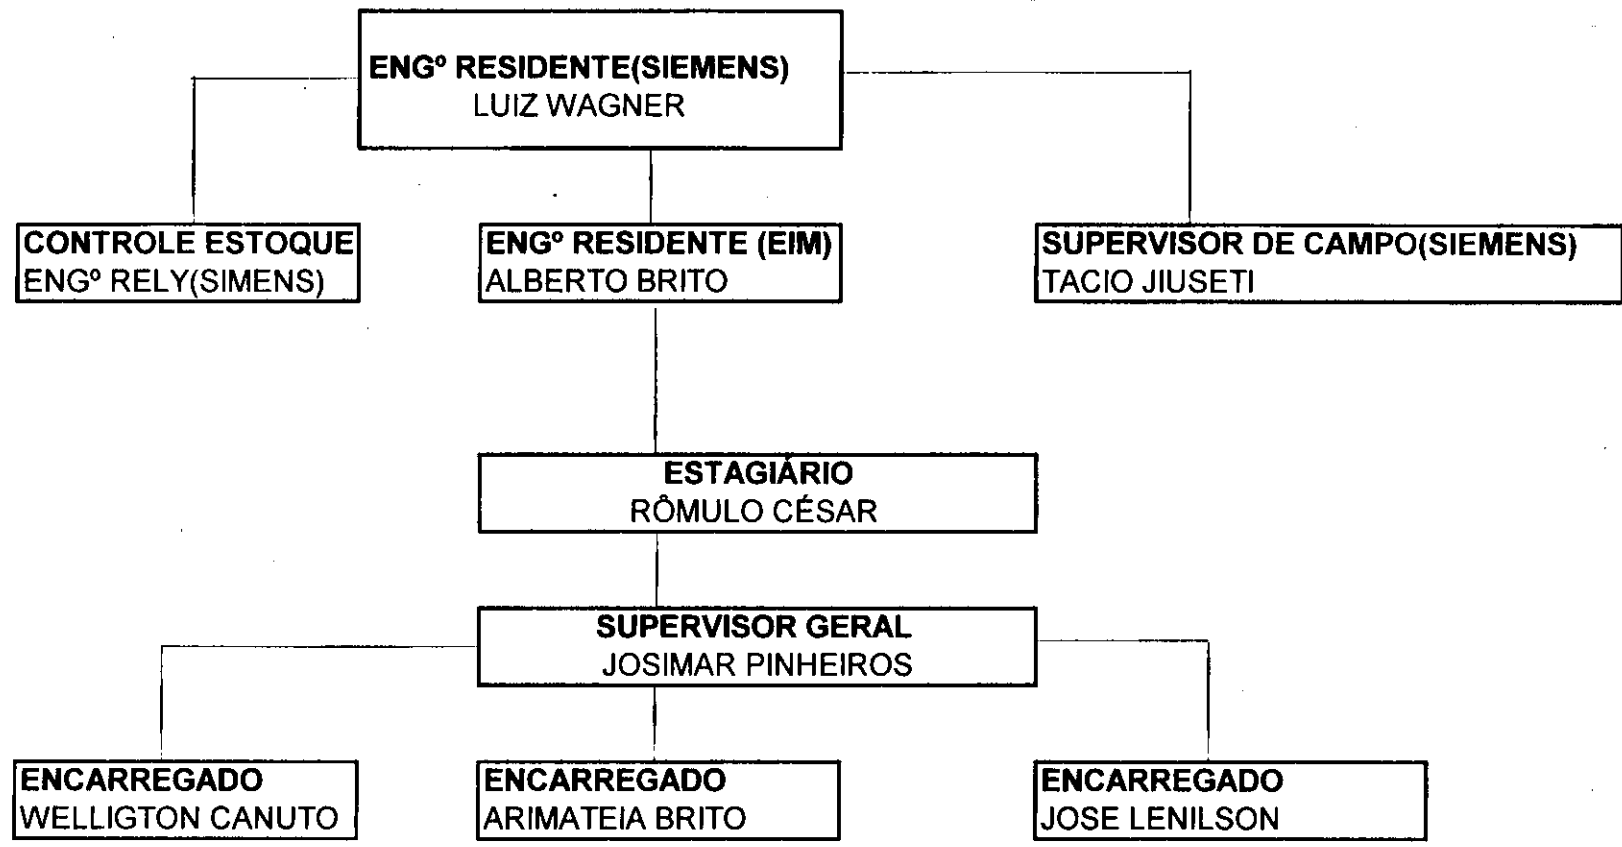 ENGº RESIDENTE(SIEMENS)
LUIZ WAGNER
CONTROLE ESTOQUE
ENGº RELY(SIMENS)
ENGº RESIDENTE (EIM)
ALBERTO BRITO
SUPERVISOR DE CAMPO(SIEMENS)
TACIO JIUSETI
ESTAGIÁRIO
RÔMULO CÉSAR
SUPERVISOR GERAL
JOSIMAR PINHEIROS
ENCARREGADO
WELLIGTON CANUTO
ENCARREGADO
ARIMATEIA BRITO
ENCARREGADO
JOSE LENILSON